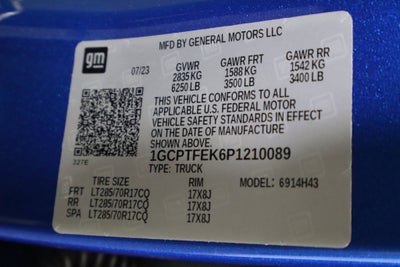 gm
MFD BY GENERAL MOTORS LLC
07/23 GVWR GAWR FRT GAWR RR
2835 KG 1588 KG 1542 KG
6250 LB 3500 LB 3400 LB
THIS VEHICLE CONFORMS TO ALL
APPLICABLE U.S. FEDERAL MOTOR
VEHICLE SAFETY STANDARDS IN EFFECT
ON THE DATE OF MANUFACTURE
SHOWN ABOVE.
327E 1GCPTFEK6P1210089
TYPE: TRUCK
TIRE SIZE RIM MODEL: 6914H43
FRT LT285/70R17CQ 17X8J
RR LT285/70R17CQ 17X8J
SPA LT285/70R17CQ 17X8J